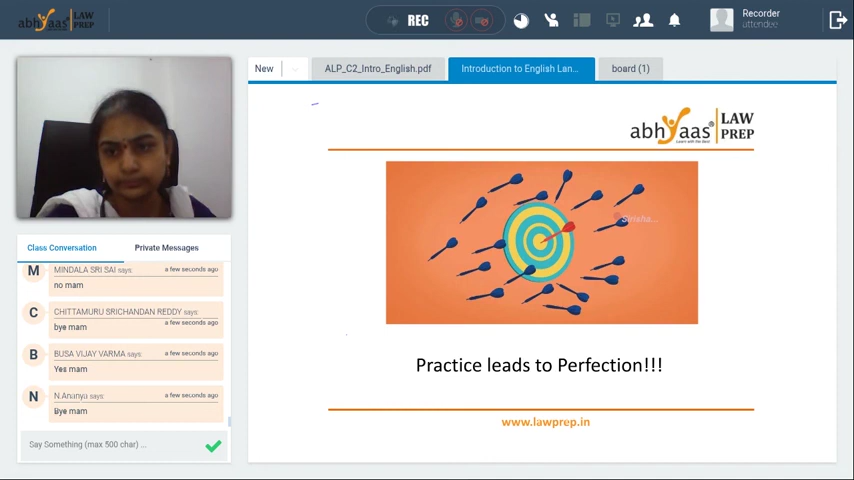 abhyaas LAW PREP
REC
Recorder
attendee
New
ALP_C2_Intro_English.pdf
Introduction to English Lan...
board (1)
abhyaas® LAW PREP
Sirisha...
Class Conversation
Private Messages
M
MINDALA SRI SAI says:
a few seconds ago
no mam
C
CHITTAMURU SRICHANDAN REDDY says:
a few seconds ago
bye mam
B
BUSA VIJAY VARMA says:
a few seconds ago
Yes mam
N
N.Ananya says:
a few seconds ago
Bye mam
Say Something (max 500 char) ...
Practice leads to Perfection!!!
www.lawprep.in